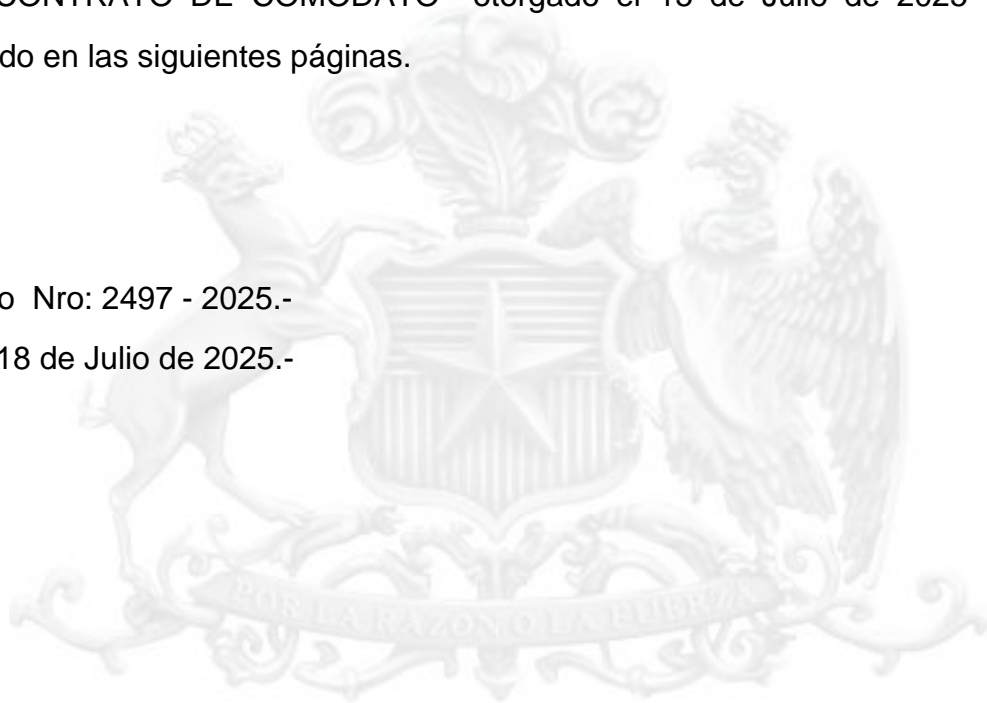 CONTRATO DE COMODATO otorgado el 18 de Julio de 2025
do en las siguientes páginas.
o Nro: 2497 - 2025.-
18 de Julio de 2025.-
POR LA RAZON O LA FUERZA